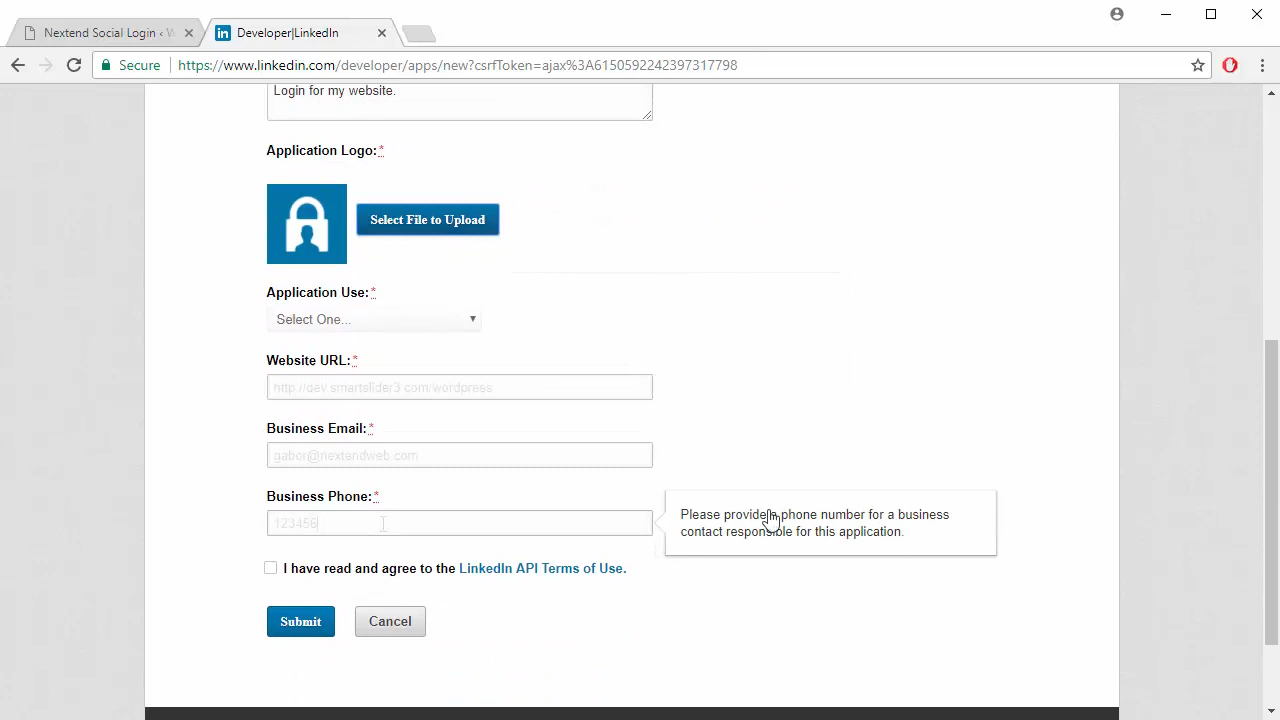 Nextend Social Login ‹ W
Developer|LinkedIn
Secure
https://www.linkedin.com/developer/apps/new?csrfToken=ajax%3A6150592242397317798
Login for my website.
Application Logo:*
Select File to Upload
Application Use:*
Select One...
Website URL:*
http://dev.smartslider3.com/wordpress
Business Email:*
gabor@nextendweb.com
Business Phone:*
123456
Please provide a phone number for a business
contact responsible for this application.
I have read and agree to the LinkedIn API Terms of Use.
Submit
Cancel